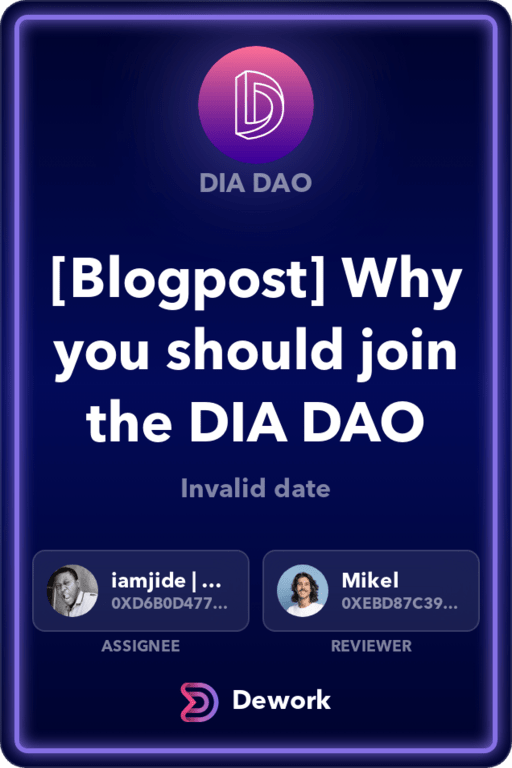 DIA DAO
[Blogpost] Why
you should join
the DIA DAO
Invalid date
iamjide | ...
0XD6B0D477...
ASSIGNEE
Mikel
0XEBD87C39...
REVIEWER
Dework